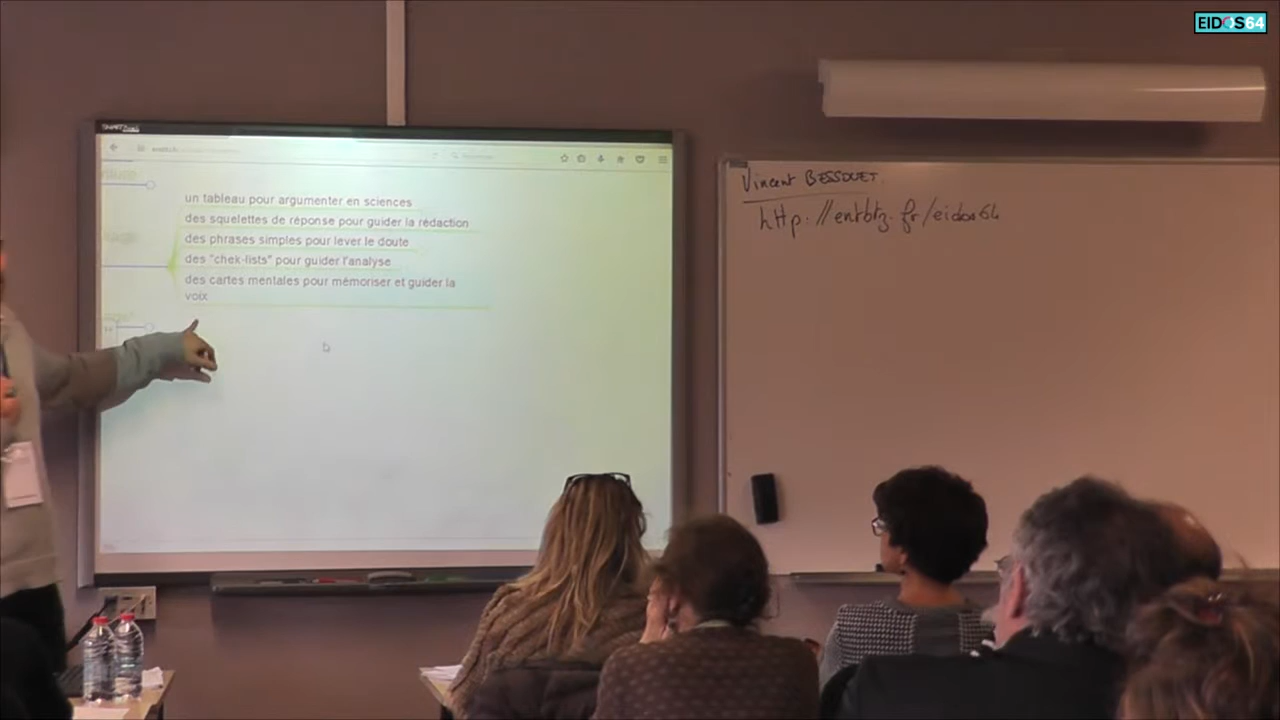 EIDOS64
un tableau pour argumenter en sciences
des squelettes de réponse pour guider la rédaction
des phrases simples pour lever le doute
des "chek-lists" pour guider l'analyse
des cartes mentales pour mémoriser et guider la
voix
Vincent BESSOUET.
http://entbtz.fr/eidos64